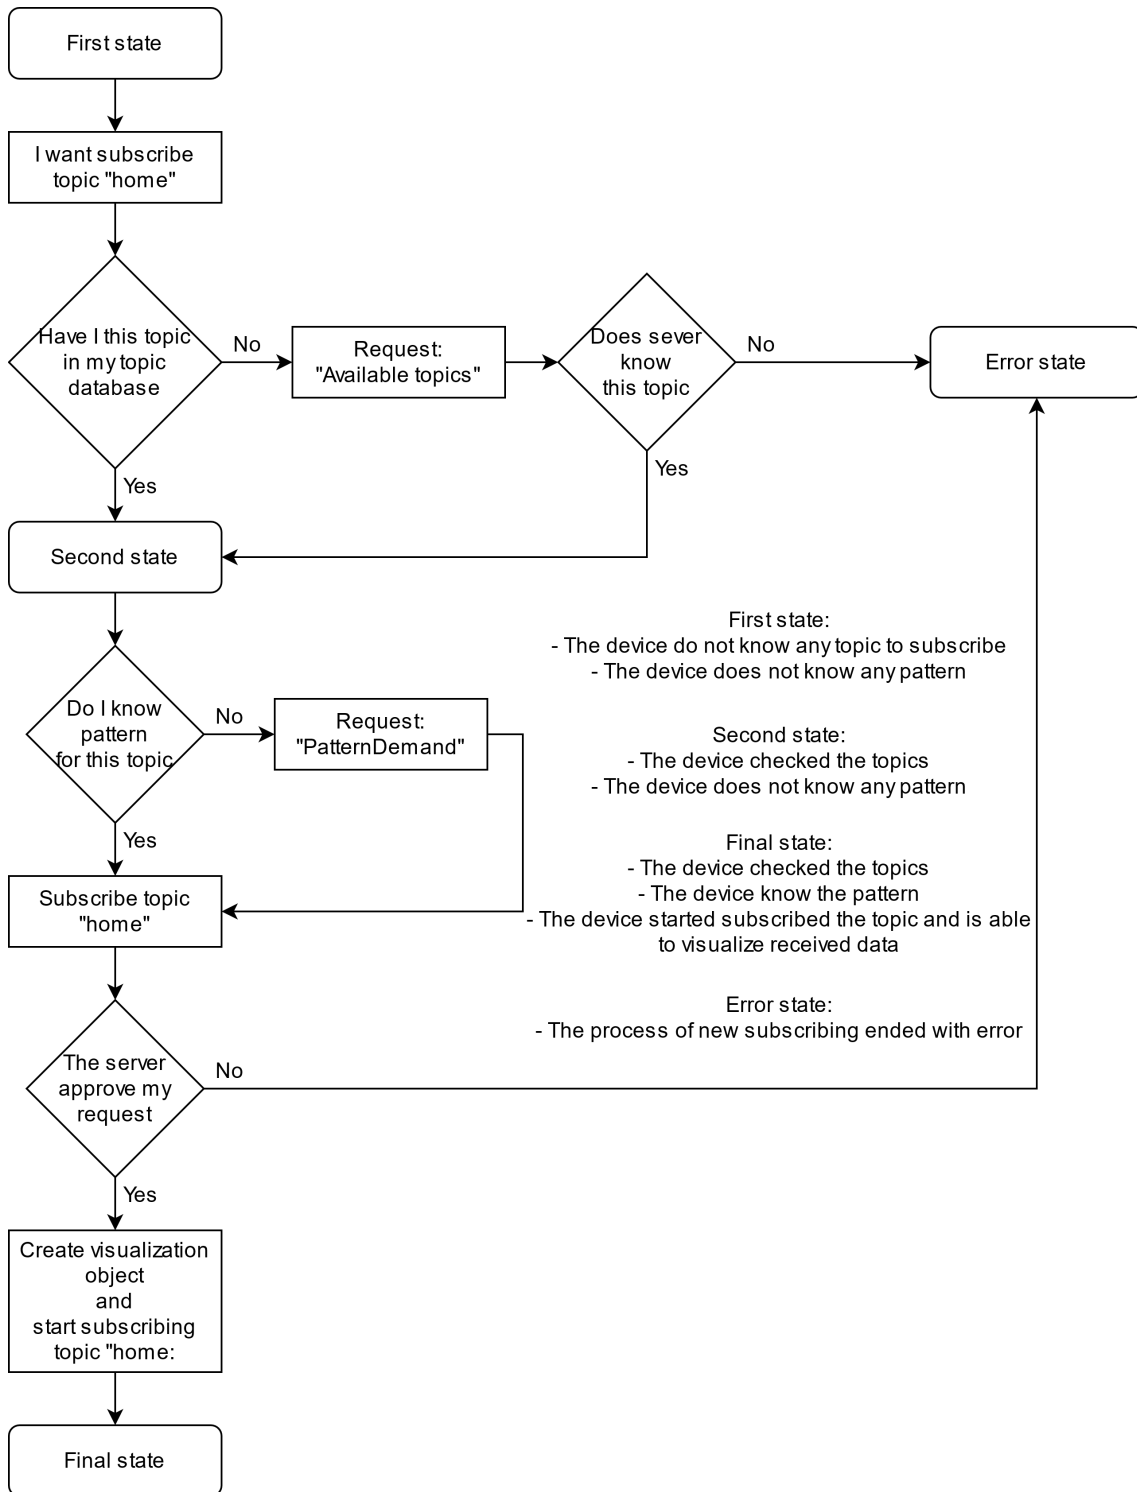 First state
I want subscribe
topic "home"
Have I this topic
in my topic
database
No
Request:
"Available topics"
Does sever
know
this topic
No
Error state
Yes
Yes
Second state
First state:
- The device do not know any topic to subscribe
- The device does not know any pattern
Do I know
pattern
for this topic
No
Request:
"PatternDemand"
Second state:
- The device checked the topics
- The device does not know any pattern
Yes
Final state:
- The device checked the topics
- The device know the pattern
- The device started subscribed the topic and is able
to visualize received data
Subscribe topic
"home"
Error state:
- The process of new subscribing ended with error
The server
approve my
request
No
Yes
Create visualization
object
and
start subscribing
topic "home:
Final state